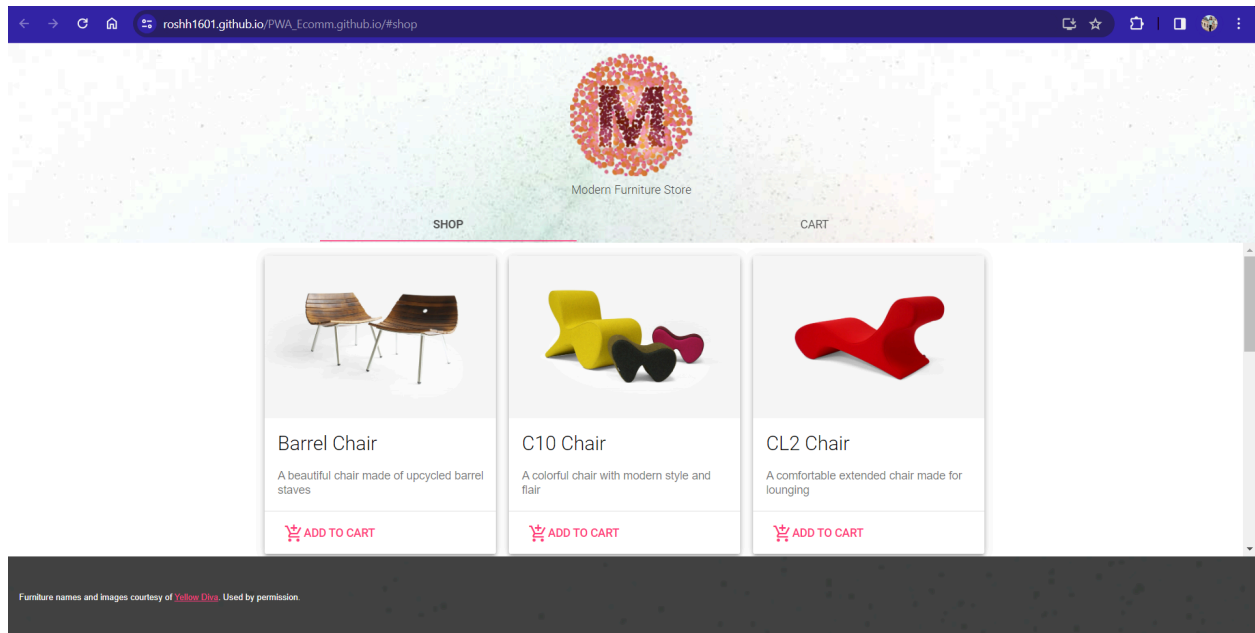 roshh1601.github.io/PWA_Ecomm.github.io/#shop
M
Modern Furniture Store
SHOP
CART
Barrel Chair
A beautiful chair made of upcycled barrel
staves
ADD TO CART
C10 Chair
A colorful chair with modern style and
flair
ADD TO CART
CL2 Chair
A comfortable extended chair made for
lounging
ADD TO CART
Furniture names and images courtesy of Yellow Diva. Used by permission.